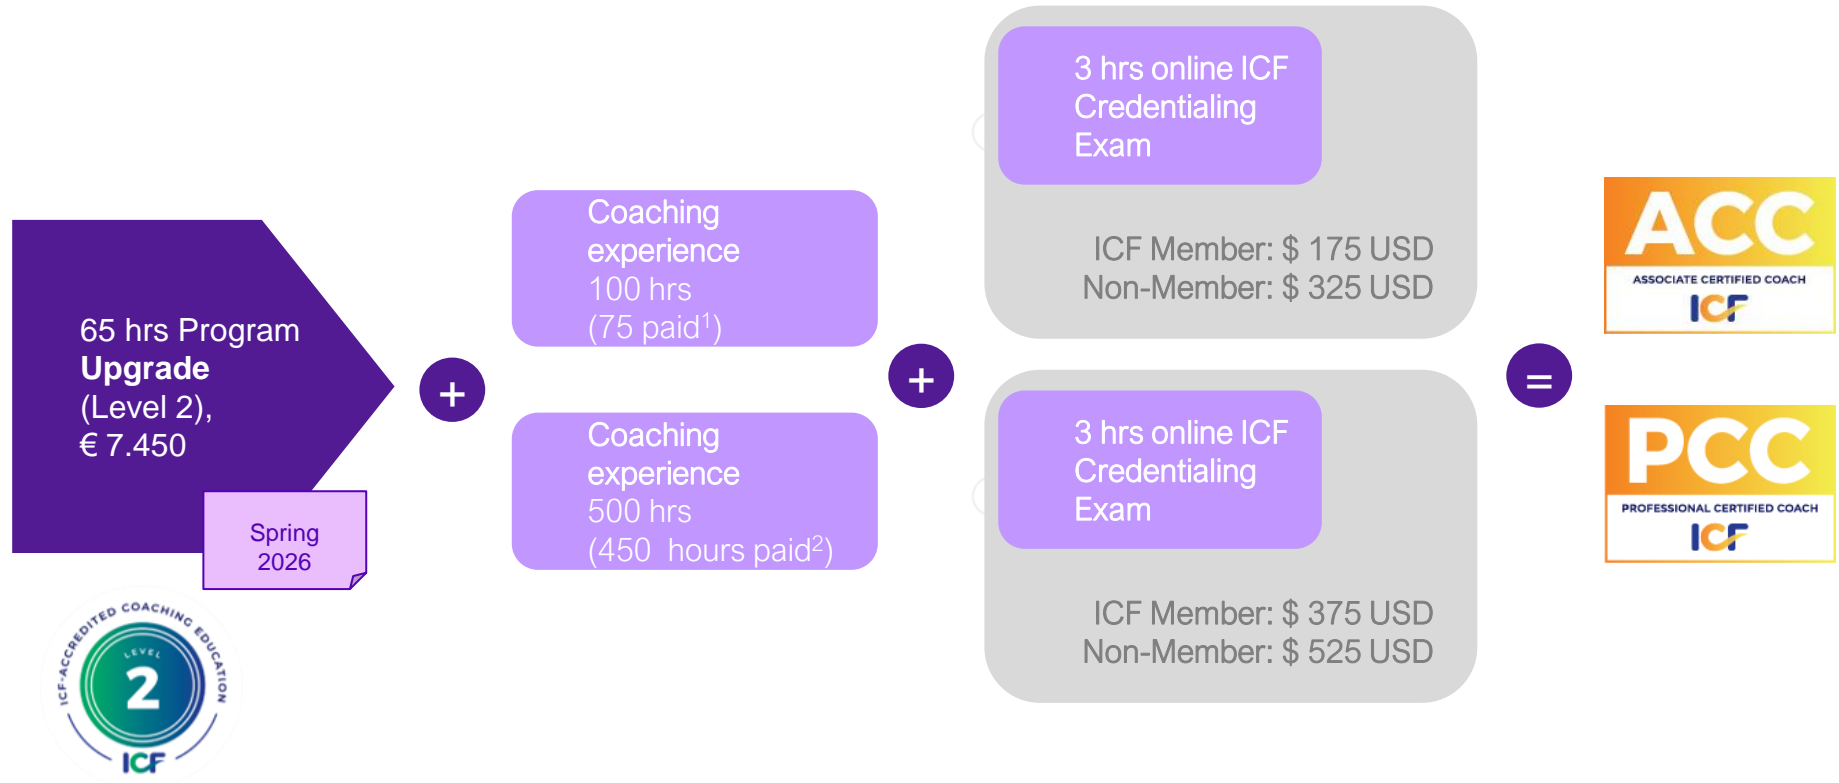 65 hrs Program
Upgrade
(Level 2),
€ 7.450
Spring
2026
ICF-ACCREDITED COACHING EDUCATION
LEVEL
2
ICF
+
Coaching
experience
100 hrs
(75 paid¹)
Coaching
experience
500 hrs
(450  hours paid²)
+
3 hrs online ICF
Credentialing
Exam
ICF Member: $ 175 USD
Non-Member: $ 325 USD
3 hrs online ICF
Credentialing
Exam
ICF Member: $ 375 USD
Non-Member: $ 525 USD
=
ACC
ASSOCIATE CERTIFIED COACH
ICF
PCC
PROFESSIONAL CERTIFIED COACH
ICF